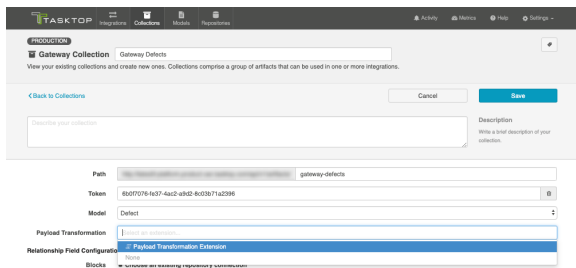 TASKTOP
Integrations Collections Models Repositories
Activity Metrics Help Settings
PRODUCTION
Gateway Collection Gateway Defects
View your existing collections and create new ones. Collections comprise a group of artifacts that can be used in one or more integrations.
Back to Collections Cancel Save
Describe your collection Description
Write a brief description of your
collection.
Path gateway-defects
Token 6b0f7076-fe37-4ac2-a9d2-8c03b71a2396
Model Defect
Payload Transformation Select an extension...
Payload Transformation Extension
None
Relationship Field Configuratio
Blocks Choose an existing repository connection